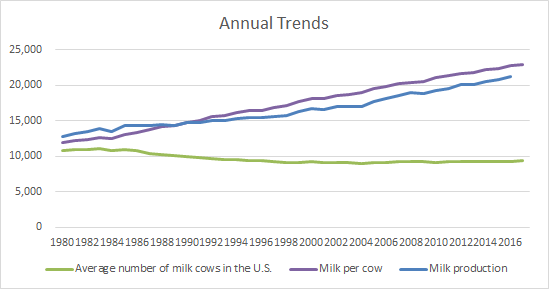 Annual Trends
25,000
20,000
15,000
10,000
5,000
0
1980 1982 1984 1986 1988 1990 1992 1994 1996 1998 2000 2002 2004 2006 2008 2010 2012 2014 2016
Average number of milk cows in the U.S. Milk per cow Milk production